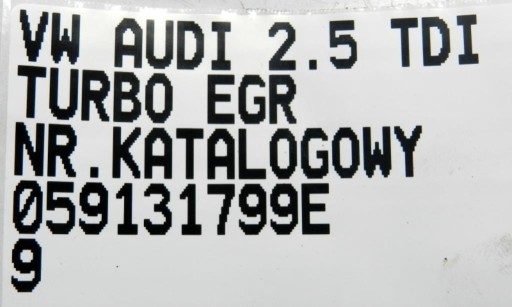 VW AUDI 2.5 TDI
TURBO EGR
NR.KATALOGOWY
059131799E
9